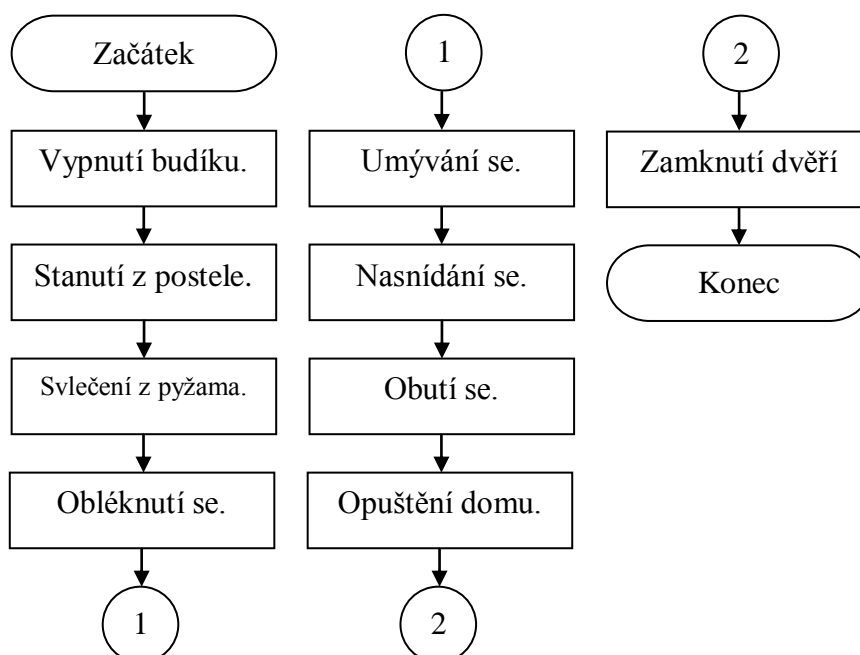 Začátek
Vypnutí budíku.
Stanutí z postele.
Svlečení z pyžama.
Obléknutí se.
1
1
Umývání se.
Nasnídání se.
Obutí se.
Opuštění domu.
2
2
Zamknutí dvěří
Konec